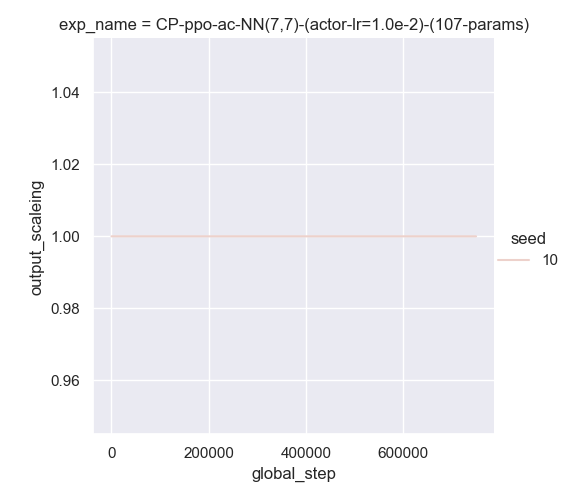 exp_name = CP-ppo-ac-NN(7,7)-(actor-lr=1.0e-2)-(107-params)
1.04
1.02
1.00
0.98
0.96
output_scaleing
seed
10
0
200000
400000
600000
global_step